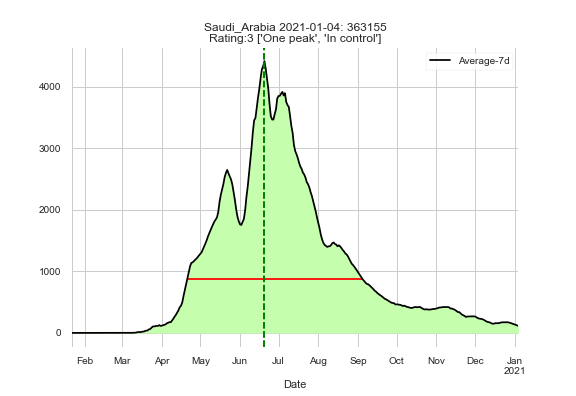 Saudi_Arabia 2021-01-04: 363155
Rating:3 ['One peak', 'In control']
Average-7d
4000
3000
2000
1000
0
Feb Mar Apr May Jun Jul Aug Sep Oct Nov Dec Jan
2021
Date